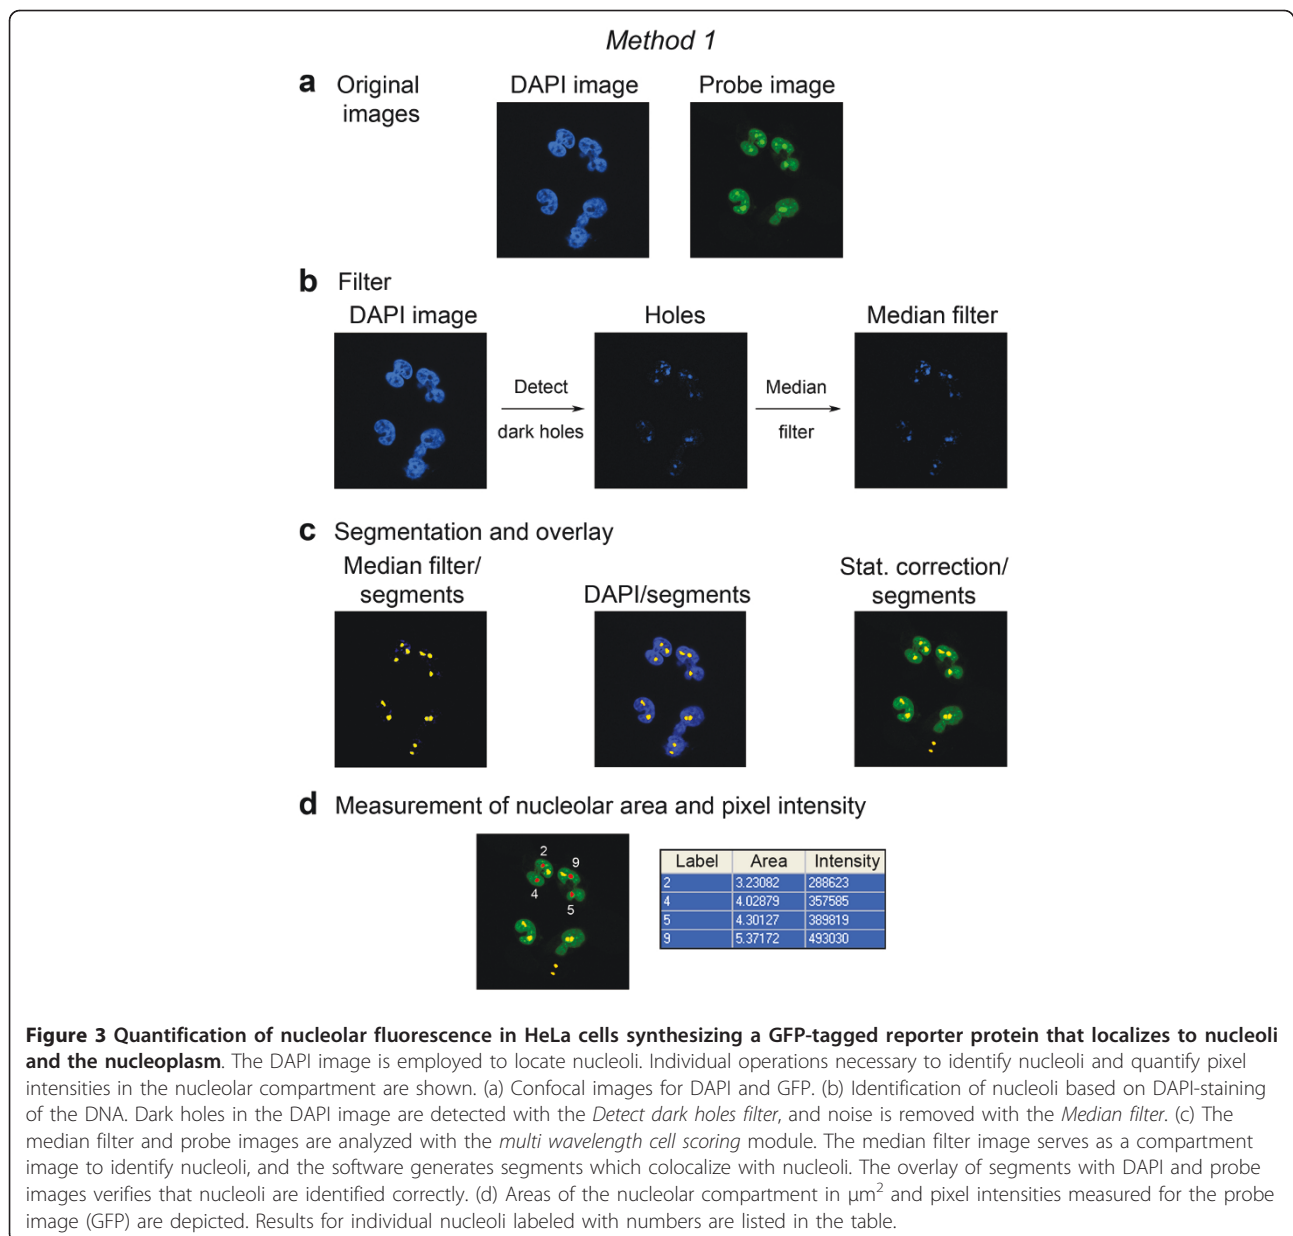 Method 1
a Original images
DAPI image
Probe image
b Filter
DAPI image
Holes
Median filter
Detect
dark holes
Median
filter
c Segmentation and overlay
Median filter/
segments
DAPI/segments
Stat. correction/
segments
d Measurement of nucleolar area and pixel intensity
2
9
4
5
Label Area Intensity
2 3.23082 288623
4 4.02879 357585
5 4.30127 389819
9 5.37172 493030
Figure 3 Quantification of nucleolar fluorescence in HeLa cells synthesizing a GFP-tagged reporter protein that localizes to nucleoli
and the nucleoplasm. The DAPI image is employed to locate nucleoli. Individual operations necessary to identify nucleoli and quantify pixel
intensities in the nucleolar compartment are shown. (a) Confocal images for DAPI and GFP. (b) Identification of nucleoli based on DAPI-staining
of the DNA. Dark holes in the DAPI image are detected with the Detect dark holes filter, and noise is removed with the Median filter. (c) The
median filter and probe images are analyzed with the multi wavelength cell scoring module. The median filter image serves as a compartment
image to identify nucleoli, and the software generates segments which colocalize with nucleoli. The overlay of segments with DAPI and probe
images verifies that nucleoli are identified correctly. (d) Areas of the nucleolar compartment in μm² and pixel intensities measured for the probe
image (GFP) are depicted. Results for individual nucleoli labeled with numbers are listed in the table.